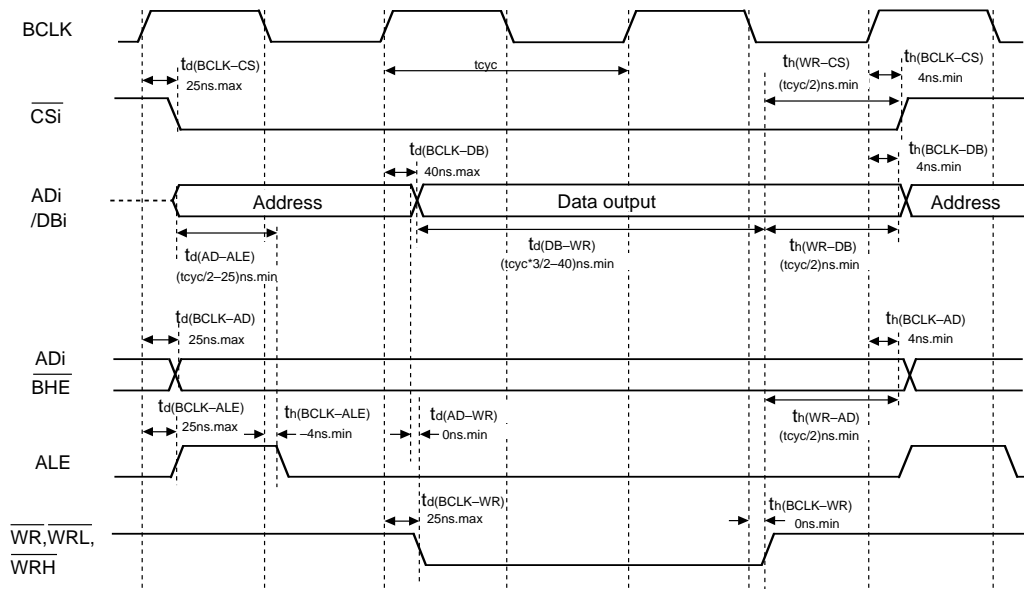 BCLK
td(BCLK–CS)
25ns.max
tcyc
th(WR–CS)
(tcyc/2)ns.min
th(BCLK–CS)
4ns.min
CSi
td(BCLK–DB)
40ns.max
th(BCLK–DB)
4ns.min
ADi
/DBi
Address
Data output
Address
td(AD–ALE)
(tcyc/2–25)ns.min
td(DB–WR)
(tcyc*3/2–40)ns.min
th(WR–DB)
(tcyc/2)ns.min
td(BCLK–AD)
25ns.max
th(BCLK–AD)
4ns.min
ADi
BHE
td(BCLK–ALE)
25ns.max
th(BCLK–ALE)
–4ns.min
td(AD–WR)
0ns.min
th(WR–AD)
(tcyc/2)ns.min
ALE
td(BCLK–WR)
25ns.max
th(BCLK–WR)
0ns.min
WR,WRL,
WRH